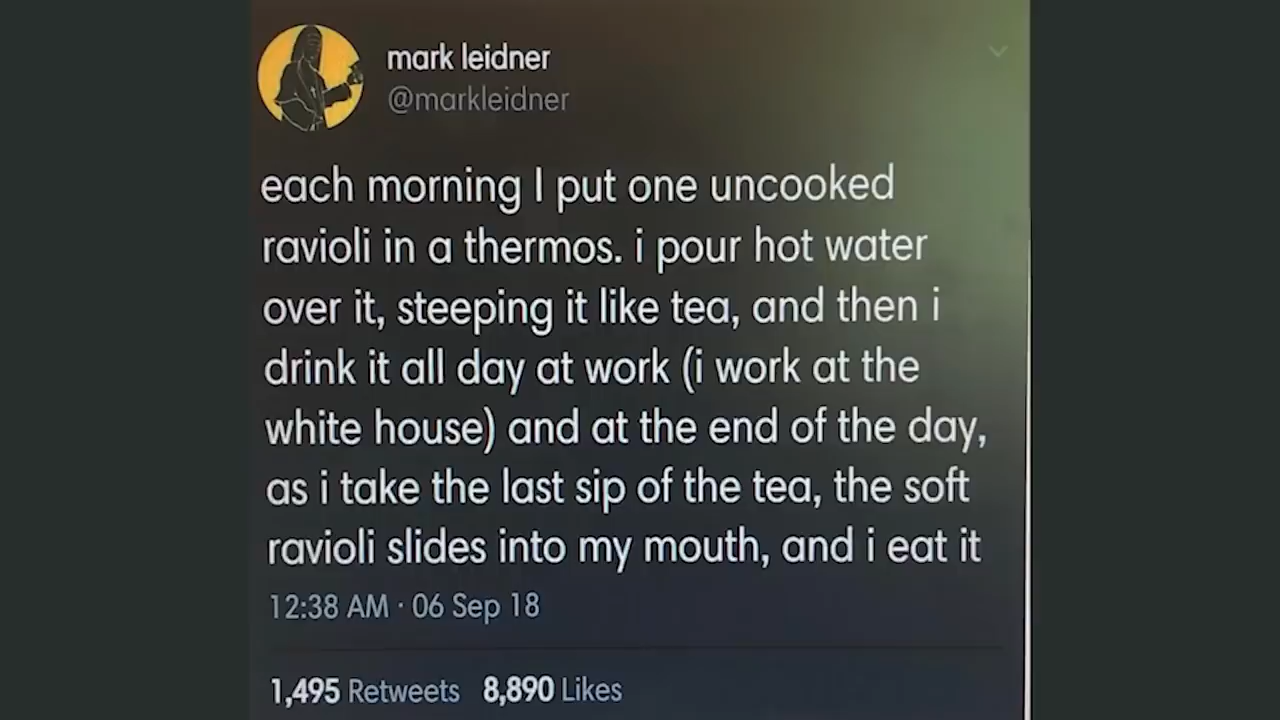 mark leidner
@markleidner
each morning I put one uncooked
ravioli in a thermos. i pour hot water
over it, steeping it like tea, and then i
drink it all day at work (i work at the
white house) and at the end of the day,
as i take the last sip of the tea, the soft
ravioli slides into my mouth, and i eat it
12:38 AM · 06 Sep 18
1,495 Retweets 8,890 Likes